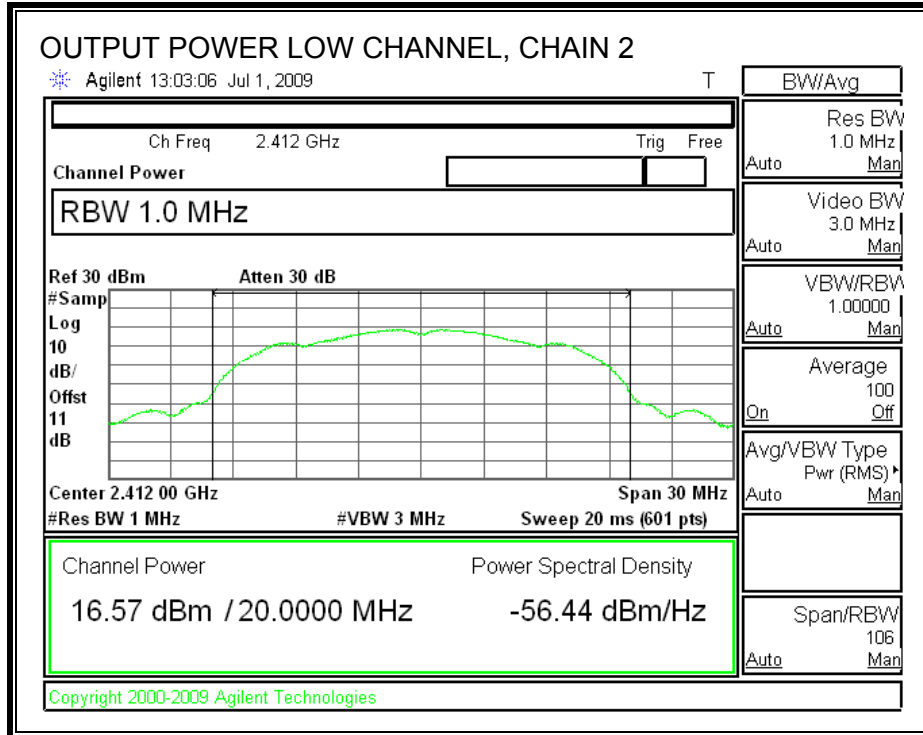 OUTPUT POWER LOW CHANNEL, CHAIN 2
Agilent 13:03:06 Jul 1, 2009 T
Ch Freq 2.412 GHz Trig Free
Channel Power
RBW 1.0 MHz
Ref 30 dBm Atten 30 dB
#Samp
Log
10
dB/
Offst
11
dB
Center 2.412 00 GHz Span 30 MHz
#Res BW 1 MHz #VBW 3 MHz Sweep 20 ms (601 pts)
Channel Power Power Spectral Density
16.57 dBm / 20.0000 MHz -56.44 dBm/Hz
Copyright 2000-2009 Agilent Technologies
BW/Avg
Res BW
1.0 MHz
Auto Man
Video BW
3.0 MHz
Auto Man
VBW/RBW
1.00000
Auto Man
Average
100
On Off
Avg/VBW Type
Pwr (RMS)
Auto Man
Span/RBW
106
Auto Man